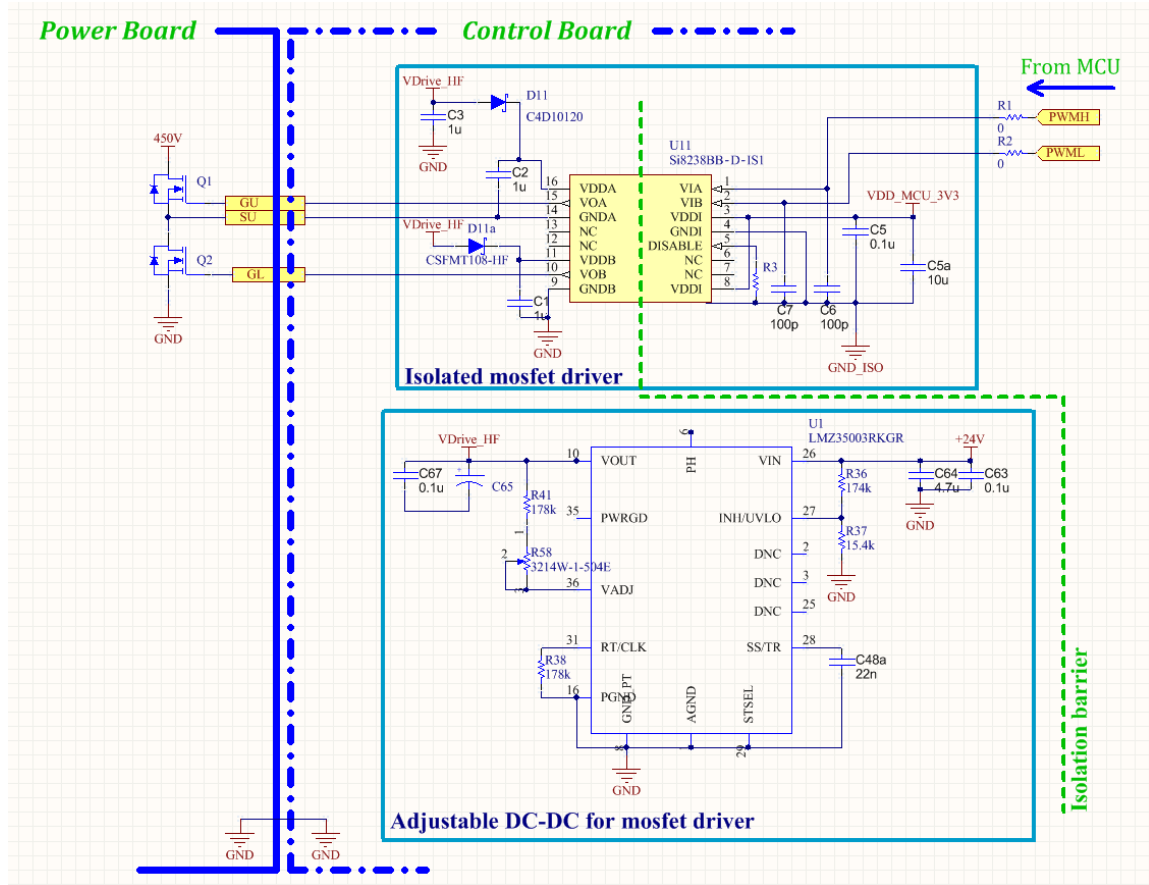 Power Board
Control Board
From MCU
VDrive_HF
D11
C4D10120
C3
1u
GND
R1
0
PWMH
R2
0
PWML
U11
Si8238BB-D-IS1
450V
Q1
GU
SU
Q2
GL
GND
C2
1u
VDrive_HF
D11a
CSFMT108-HF
C1
1u
GND
16 VDDA
15 VOA
14 GNDA
13 NC
12 NC
11 VDDB
10 VOB
9 GNDB
VIA 1
VIB 2
VDDI 3
GNDI 4
DISABLE 5
NC 6
NC 7
VDDI 8
VDD_MCU_3V3
C5
0.1u
C5a
10u
R3
C7
100p
C6
100p
GND_ISO
Isolated mosfet driver
U1
LMZ35003RKGR
VDrive_HF
+24V
C67
0.1u
C65
R41
178k
1
2
R58
3214W-1-504E
3
10 VOUT
35 PWRGD
36 VADJ
31 RT/CLK
16 PGND
6 PH
VIN 26
INH/UVLO 27
DNC 2
DNC 3
DNC 25
SS/TR 28
GND_PT 8
AGND 1
STSEL 29
R36
174k
R37
15.4k
GND
C64
4.7u
C63
0.1u
GND
R38
178k
C48a
22n
GND
Isolation barrier
Adjustable DC-DC for mosfet driver
GND
GND